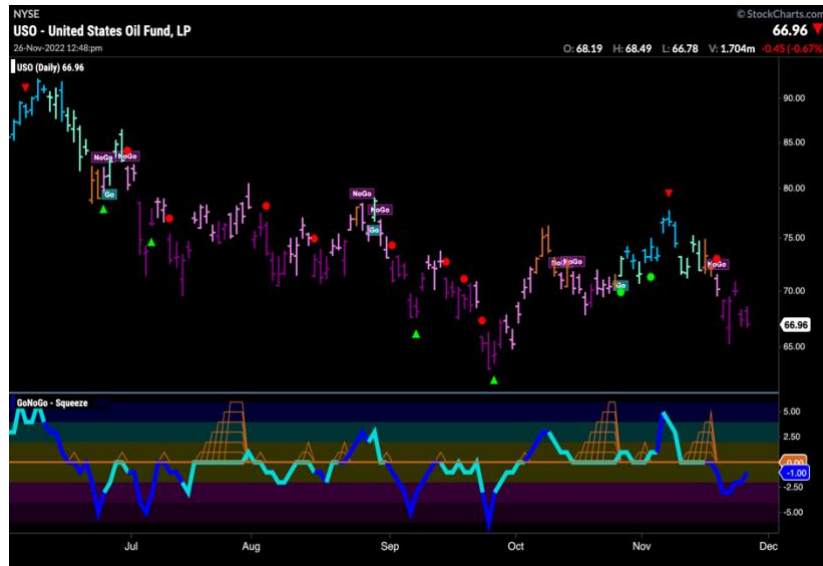 NYSE © StockCharts.com
USO - United States Oil Fund, LP 66.96
26-Nov-2022 12:48:pm O: 68.19 H: 68.49 L: 66.78 V: 1.704m -0.45 (-0.67%)
USO (Daily) 66.96
90.00
85.00
NoGo NoGo
80.00
Go NoGo
NoGo
Go
75.00
NoGo NoGo
70.00
Go
66.96
65.00
GoNoGo - Squeeze
5.00
2.50
0.00
-1.00
-2.50
-5.00
Jul Aug Sep Oct Nov Dec